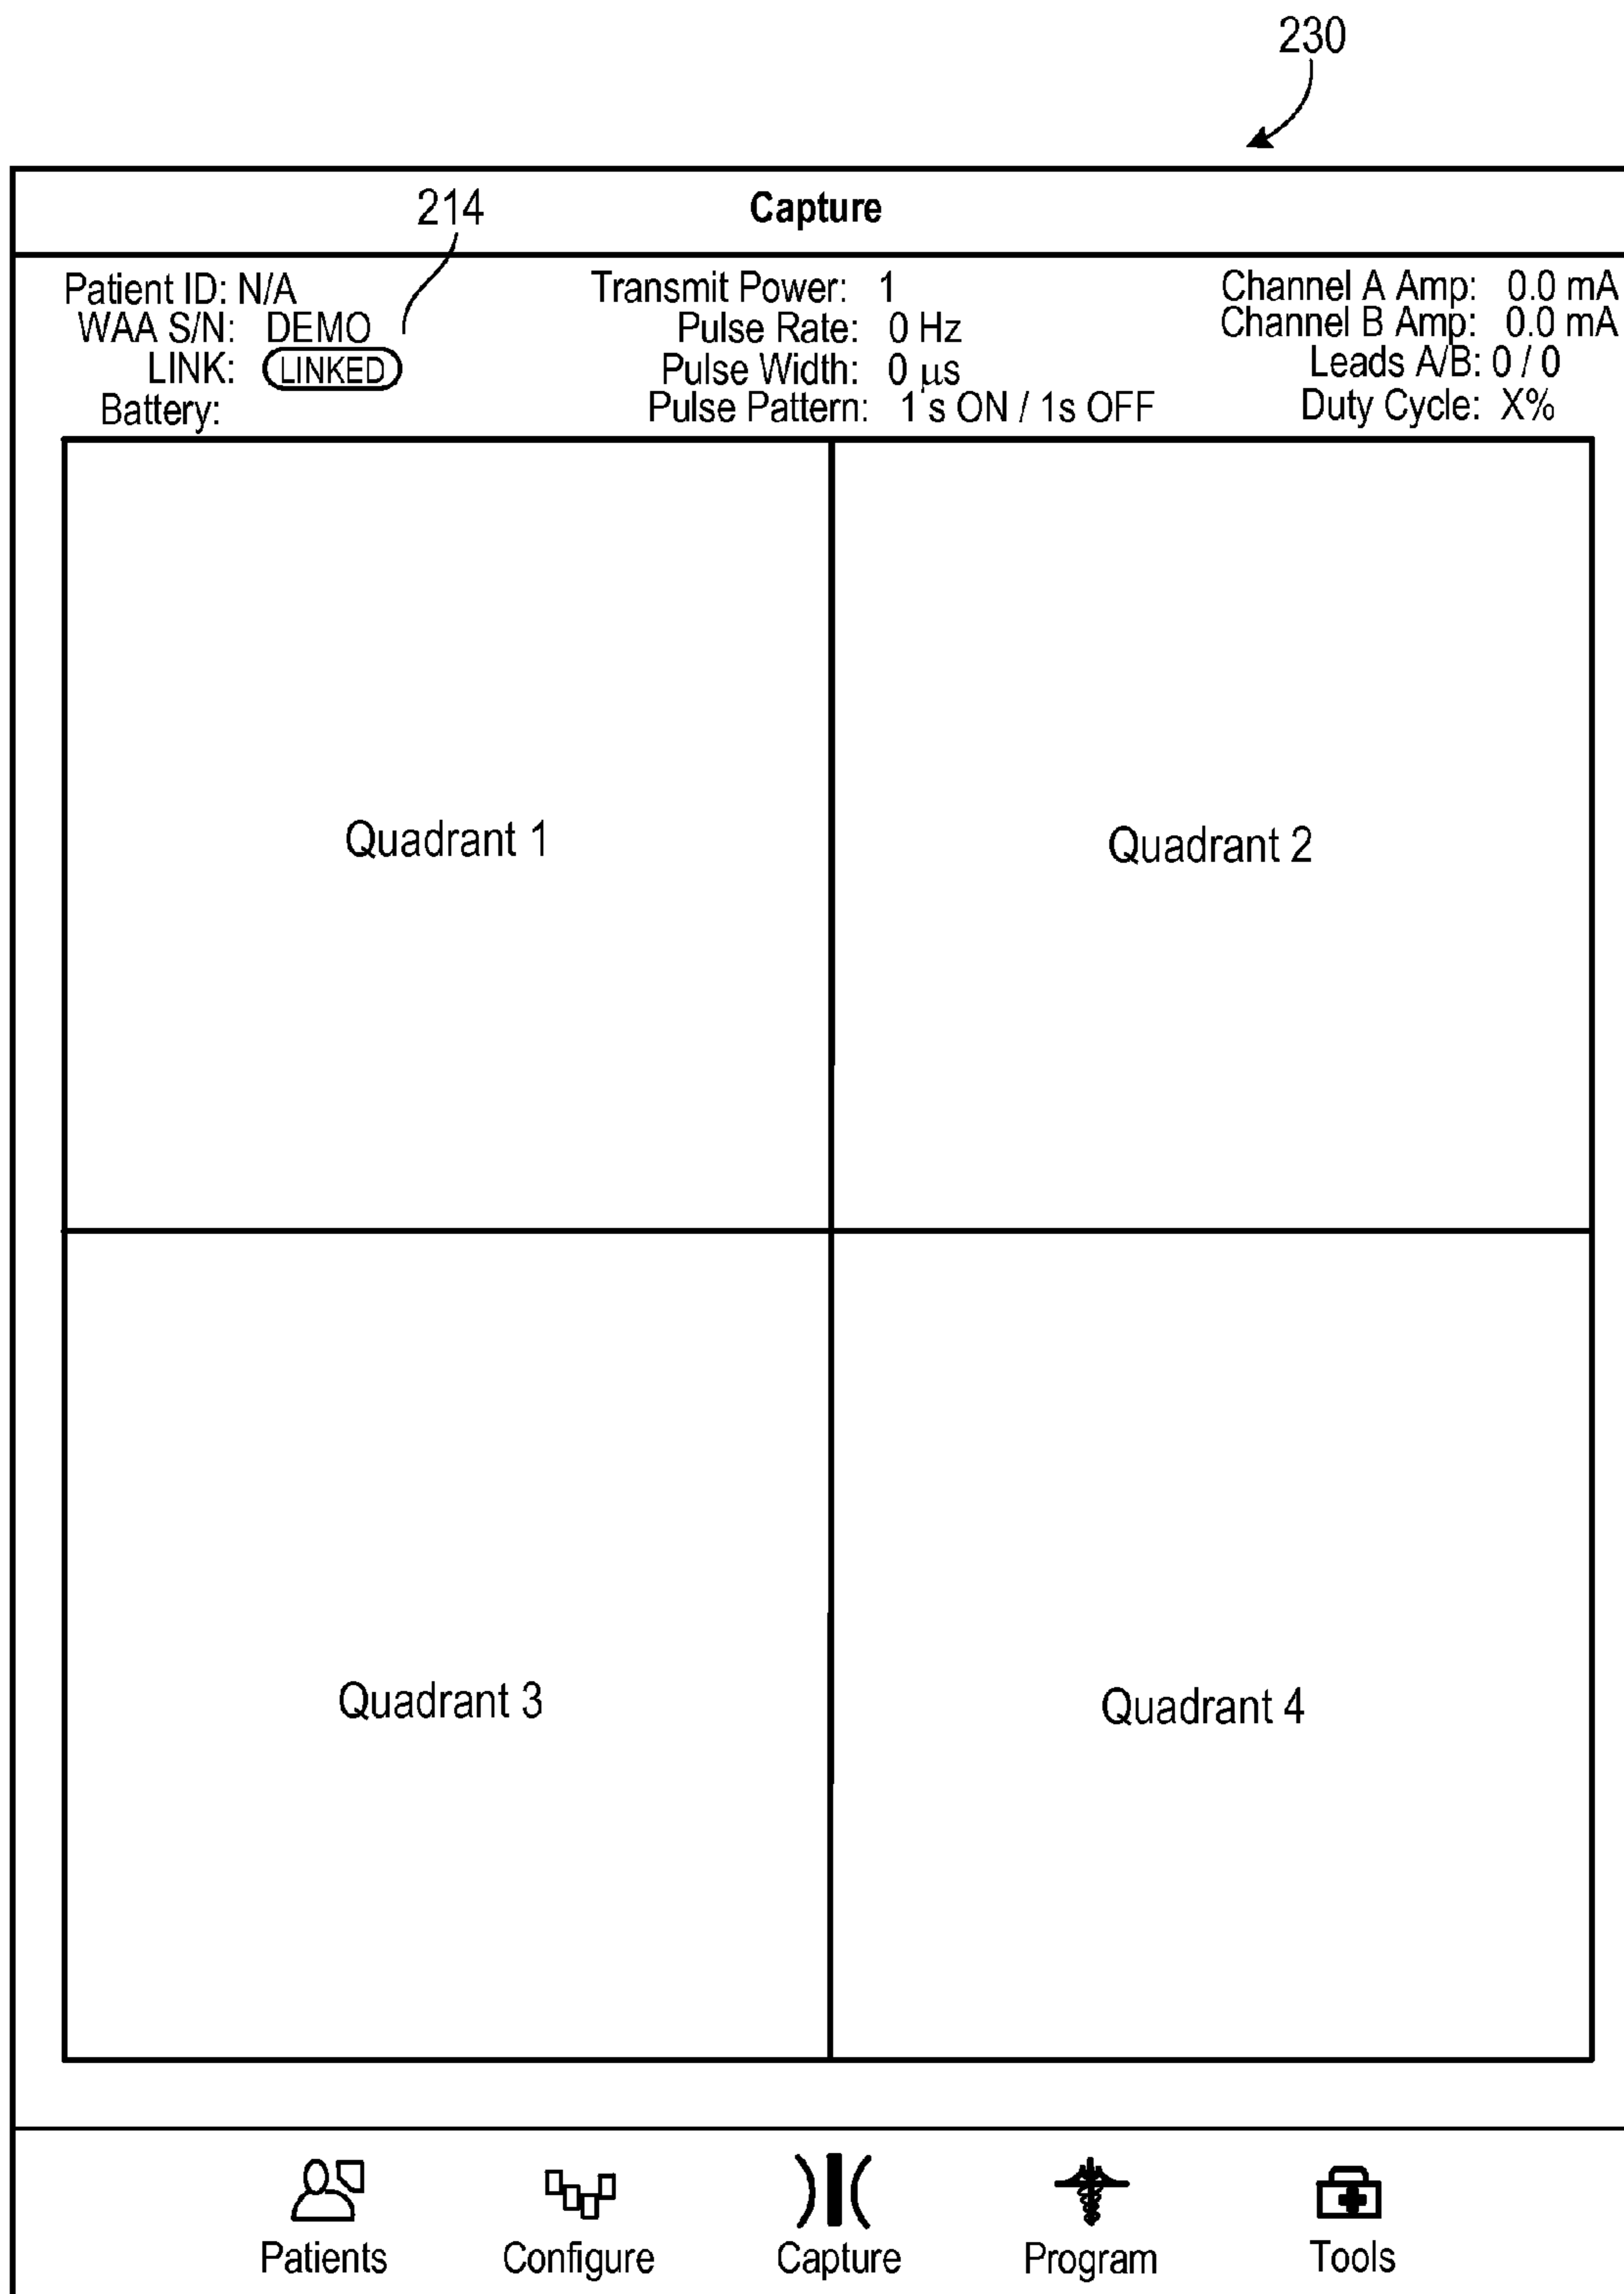 230
214
Capture
Patient ID: N/A
WAA S/N: DEMO
LINK: LINKED
Battery:
Transmit Power: 1
Pulse Rate: 0 Hz
Pulse Width: 0 µs
Pulse Pattern: 1 s ON / 1s OFF
Channel A Amp: 0.0 mA
Channel B Amp: 0.0 mA
Leads A/B: 0 / 0
Duty Cycle: X%
Quadrant 1
Quadrant 2
Quadrant 3
Quadrant 4
Patients
Configure
Capture
Program
Tools